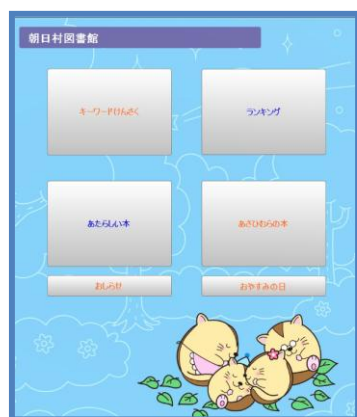 朝日村図書館
キーワードけんさく
ランキング
あたらしい本
あさひむらの本
おしらせ
おやすみの日